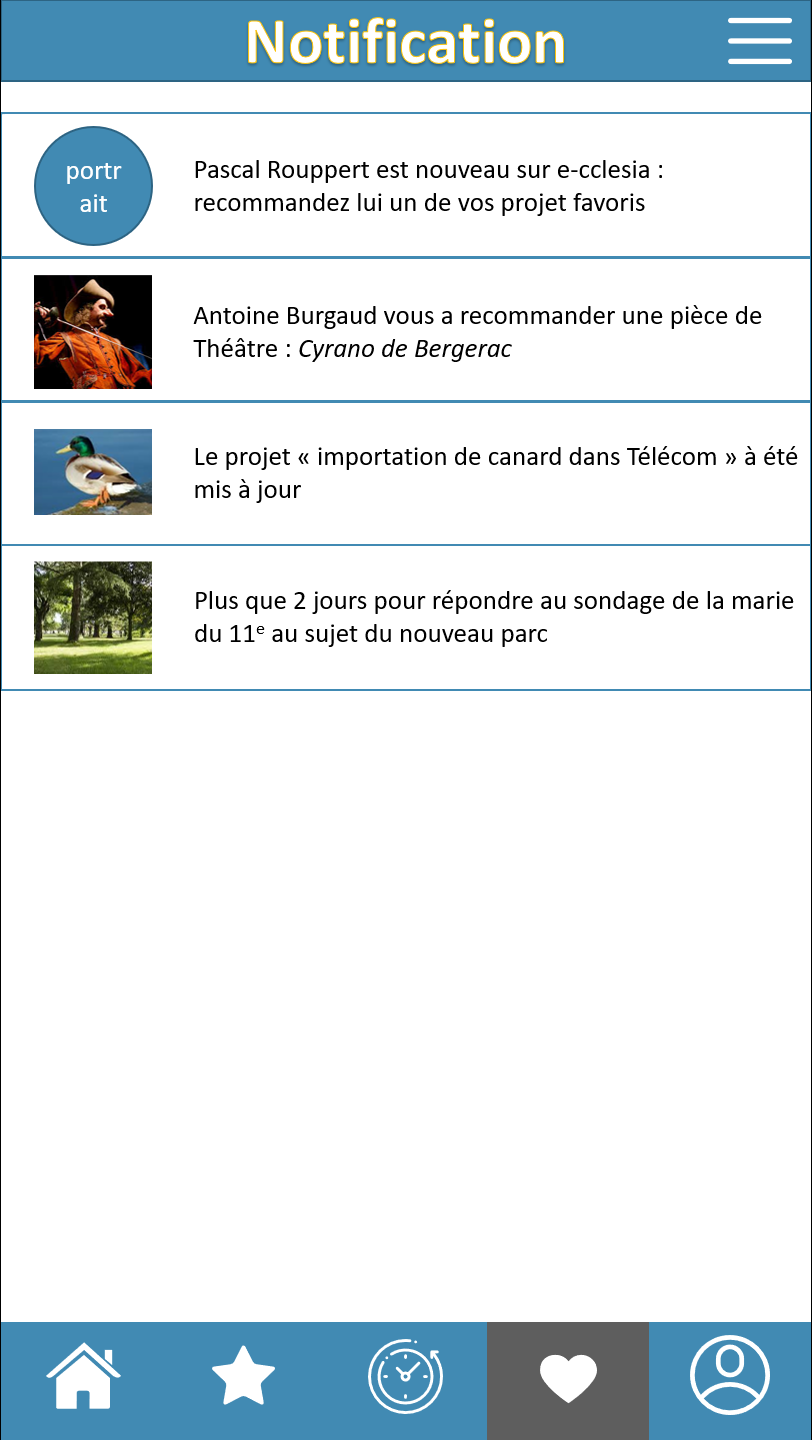 Notification
portr
ait
Pascal Rouppert est nouveau sur e-cclesia :
recommandez lui un de vos projet favoris
Antoine Burgaud vous a recommander une pièce de
Théâtre : Cyrano de Bergerac
Le projet « importation de canard dans Télécom » à été
mis à jour
Plus que 2 jours pour répondre au sondage de la marie
du 11ᵉ au sujet du nouveau parc